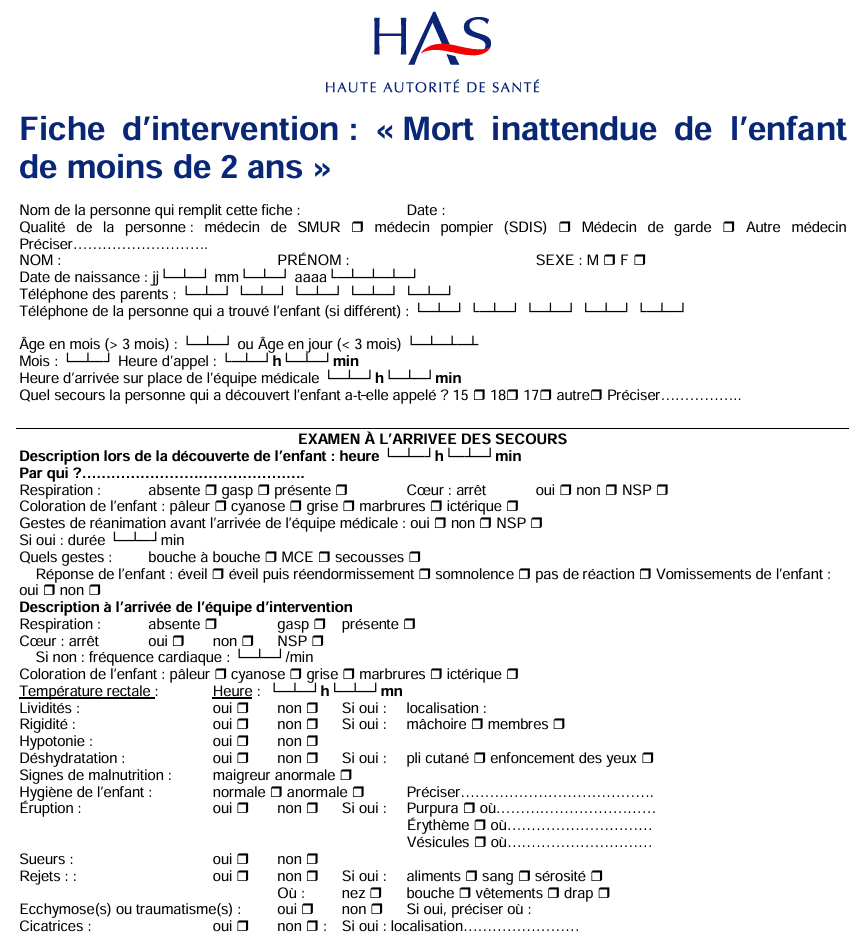 HAS
HAUTE AUTORITÉ DE SANTÉ
Fiche d'intervention : « Mort inattendue de l'enfant
de moins de 2 ans »
Nom de la personne qui remplit cette fiche : Date :
Qualité de la personne : médecin de SMUR ❒ médecin pompier (SDIS) ❒ Médecin de garde ❒ Autre médecin
Préciser………………………..
NOM : PRÉNOM : SEXE : M ❒ F ❒
Date de naissance : jj└─┴─┘ mm└─┴─┘ aaaa└─┴─┴─┴─┘
Téléphone des parents : └─┴─┘ └─┴─┘ └─┴─┘ └─┴─┘ └─┴─┘
Téléphone de la personne qui a trouvé l'enfant (si différent) : └─┴─┘ └─┴─┘ └─┴─┘ └─┴─┘ └─┴─┘
Âge en mois (> 3 mois) : └─┴─┘ ou Âge en jour (< 3 mois) └─┴─┴─┴
Mois : └─┴─┘ Heure d'appel : └─┴─┘h└─┴─┘min
Heure d'arrivée sur place de l'équipe médicale └─┴─┘h└─┴─┘min
Quel secours la personne qui a découvert l'enfant a-t-elle appelé ? 15 ❒ 18❒ 17❒ autre❒ Préciser……………..
EXAMEN À L'ARRIVEE DES SECOURS
Description lors de la découverte de l'enfant : heure └─┴─┘h└─┴─┘min
Par qui ?……………………………………….
Respiration : absente ❒ gasp ❒ présente ❒ Cœur : arrêt oui ❒ non ❒ NSP ❒
Coloration de l'enfant : pâleur ❒ cyanose ❒ grise ❒ marbrures ❒ ictérique ❒
Gestes de réanimation avant l'arrivée de l'équipe médicale : oui ❒ non ❒ NSP ❒
Si oui : durée └─┴─┘min
Quels gestes : bouche à bouche ❒ MCE ❒ secousses ❒
Réponse de l'enfant : éveil ❒ éveil puis réendormissement ❒ somnolence ❒ pas de réaction ❒ Vomissements de l'enfant :
oui ❒ non ❒
Description à l'arrivée de l'équipe d'intervention
Respiration : absente ❒ gasp ❒ présente ❒
Cœur : arrêt oui ❒ non ❒ NSP ❒
Si non : fréquence cardiaque : └─┴─┘/min
Coloration de l'enfant : pâleur ❒ cyanose ❒ grise ❒ marbrures ❒ ictérique ❒
Température rectale : Heure : └─┴─┘h└─┴─┘mn
Lividités : oui ❒ non ❒ Si oui : localisation :
Rigidité : oui ❒ non ❒ Si oui : mâchoire ❒ membres ❒
Hypotonie : oui ❒ non ❒
Déshydratation : oui ❒ non ❒ Si oui : pli cutané ❒ enfoncement des yeux ❒
Signes de malnutrition : maigreur anormale ❒
Hygiène de l'enfant : normale ❒ anormale ❒ Préciser…………………………………
Éruption : oui ❒ non ❒ Si oui : Purpura ❒ où……………………………
Érythème ❒ où…………………………
Vésicules ❒ où…………………………
Sueurs : oui ❒ non ❒
Rejets : : oui ❒ non ❒ Si oui : aliments ❒ sang ❒ sérosité ❒
Où : nez ❒ bouche ❒ vêtements ❒ drap ❒
Ecchymose(s) ou traumatisme(s) : oui ❒ non ❒ Si oui, préciser où :
Cicatrices : oui ❒ non ❒ : Si oui : localisation……………………